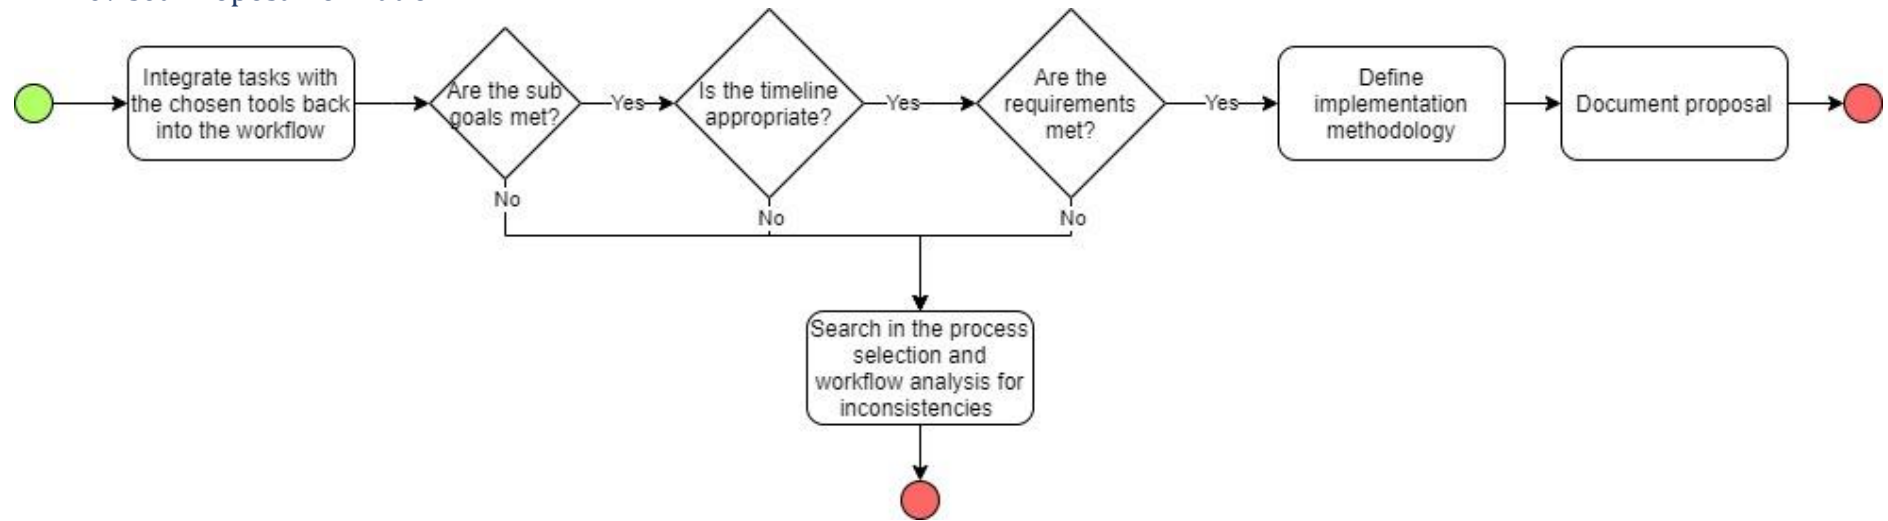 Integrate tasks with
the chosen tools back
into the workflow
Are the sub
goals met?
Yes
Is the timeline
appropriate?
Yes
Are the
requirements
met?
Yes
Define
implementation
methodology
Document proposal
No
No
No
Search in the process
selection and
workflow analysis for
inconsistencies